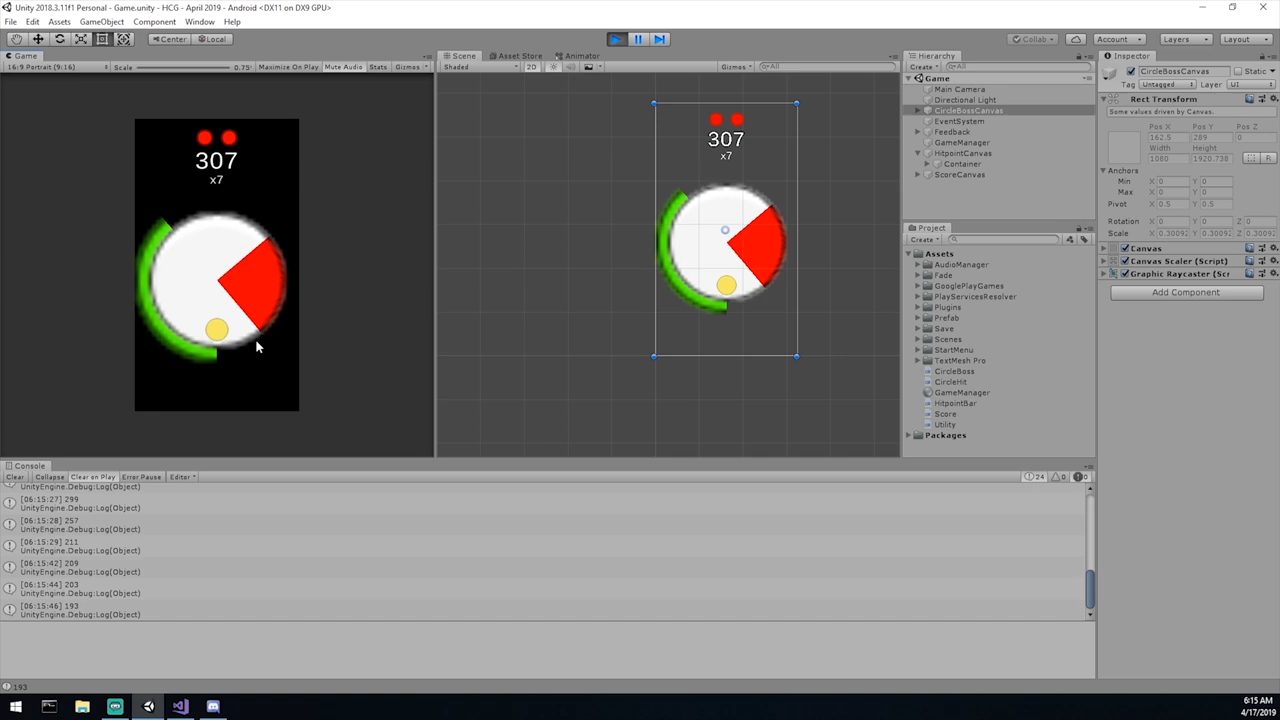 Unity 2018.3.11f1 Personal - Game.unity - HCG - April 2019 - Android <DX11 on DX9 GPU>
File Edit Assets GameObject Component Window Help
Center Local Collab Account Layers Layout
Game
16:9 Portrait (9:16) Scale 0.75 Maximize On Play Mute Audio Stats Gizmos
307
x7
Scene Asset Store Animator
Shaded 2D Gizmos All
307
x7
Hierarchy
Create All
Game
Main Camera
Directional Light
CircleBossCanvas
EventSystem
Feedback
GameManager
HitpointCanvas
Container
ScoreCanvas
Project
Create
Assets
AudioManager
Fade
GooglePlayGames
PlayServicesResolver
Plugins
Prefab
Save
Scenes
StartMenu
TextMesh Pro
CircleBoss
CircleHit
GameManager
HitpointBar
Score
Utility
Packages
Inspector
CircleBossCanvas Static
Tag Untagged Layer UI
Rect Transform
Some values driven by Canvas.
Pos X Pos Y Pos Z
162.5 289 0
Width Height
1080 1920.738 R
Anchors
Min X 0 Y 0
Max X 0 Y 0
Pivot X 0.5 Y 0.5
Rotation X 0 Y 0 Z 0
Scale X 0.30092 Y 0.30092 Z 0.30092
Canvas
Canvas Scaler (Script)
Graphic Raycaster (Scr
Add Component
Console
Clear Collapse Clear on Play Error Pause Editor 24 0 0
UnityEngine.Debug:Log(Object)
[06:15:27] 299
UnityEngine.Debug:Log(Object)
[06:15:28] 257
UnityEngine.Debug:Log(Object)
[06:15:29] 211
UnityEngine.Debug:Log(Object)
[06:15:42] 209
UnityEngine.Debug:Log(Object)
[06:15:44] 203
UnityEngine.Debug:Log(Object)
[06:15:46] 193
UnityEngine.Debug:Log(Object)
193
6:15 AM
4/17/2019